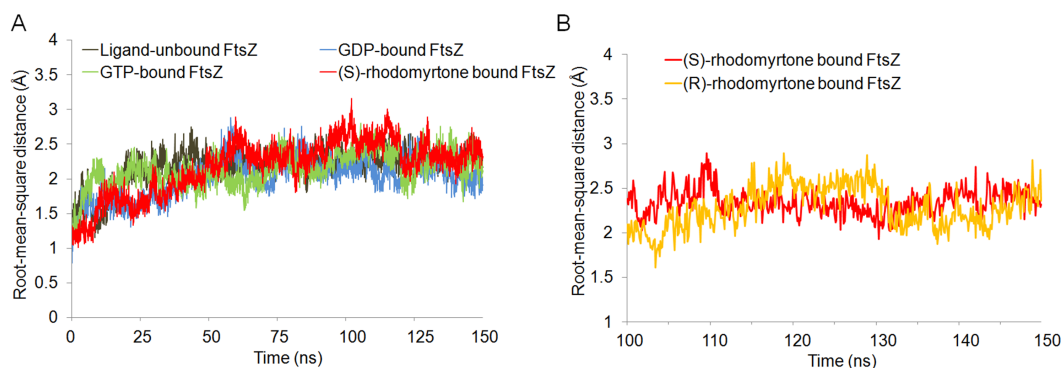 A
Ligand-unbound FtsZ
GDP-bound FtsZ
GTP-bound FtsZ
(S)-rhodomyrtone bound FtsZ
Root-mean-square distance (Å)
4
3.5
3
2.5
2
1.5
1
0.5
0
0 25 50 75 100 125 150
Time (ns)
B
(S)-rhodomyrtone bound FtsZ
(R)-rhodomyrtone bound FtsZ
Root-mean-square distance (Å)
4
3.5
3
2.5
2
1.5
1
100 110 120 130 140 150
Time (ns)